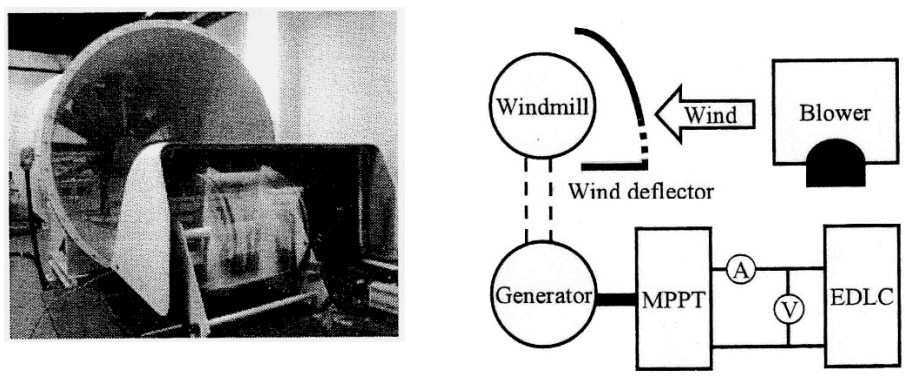 Windmill
Wind
Blower
Wind deflector
Generator
MPPT
A
V
EDLC